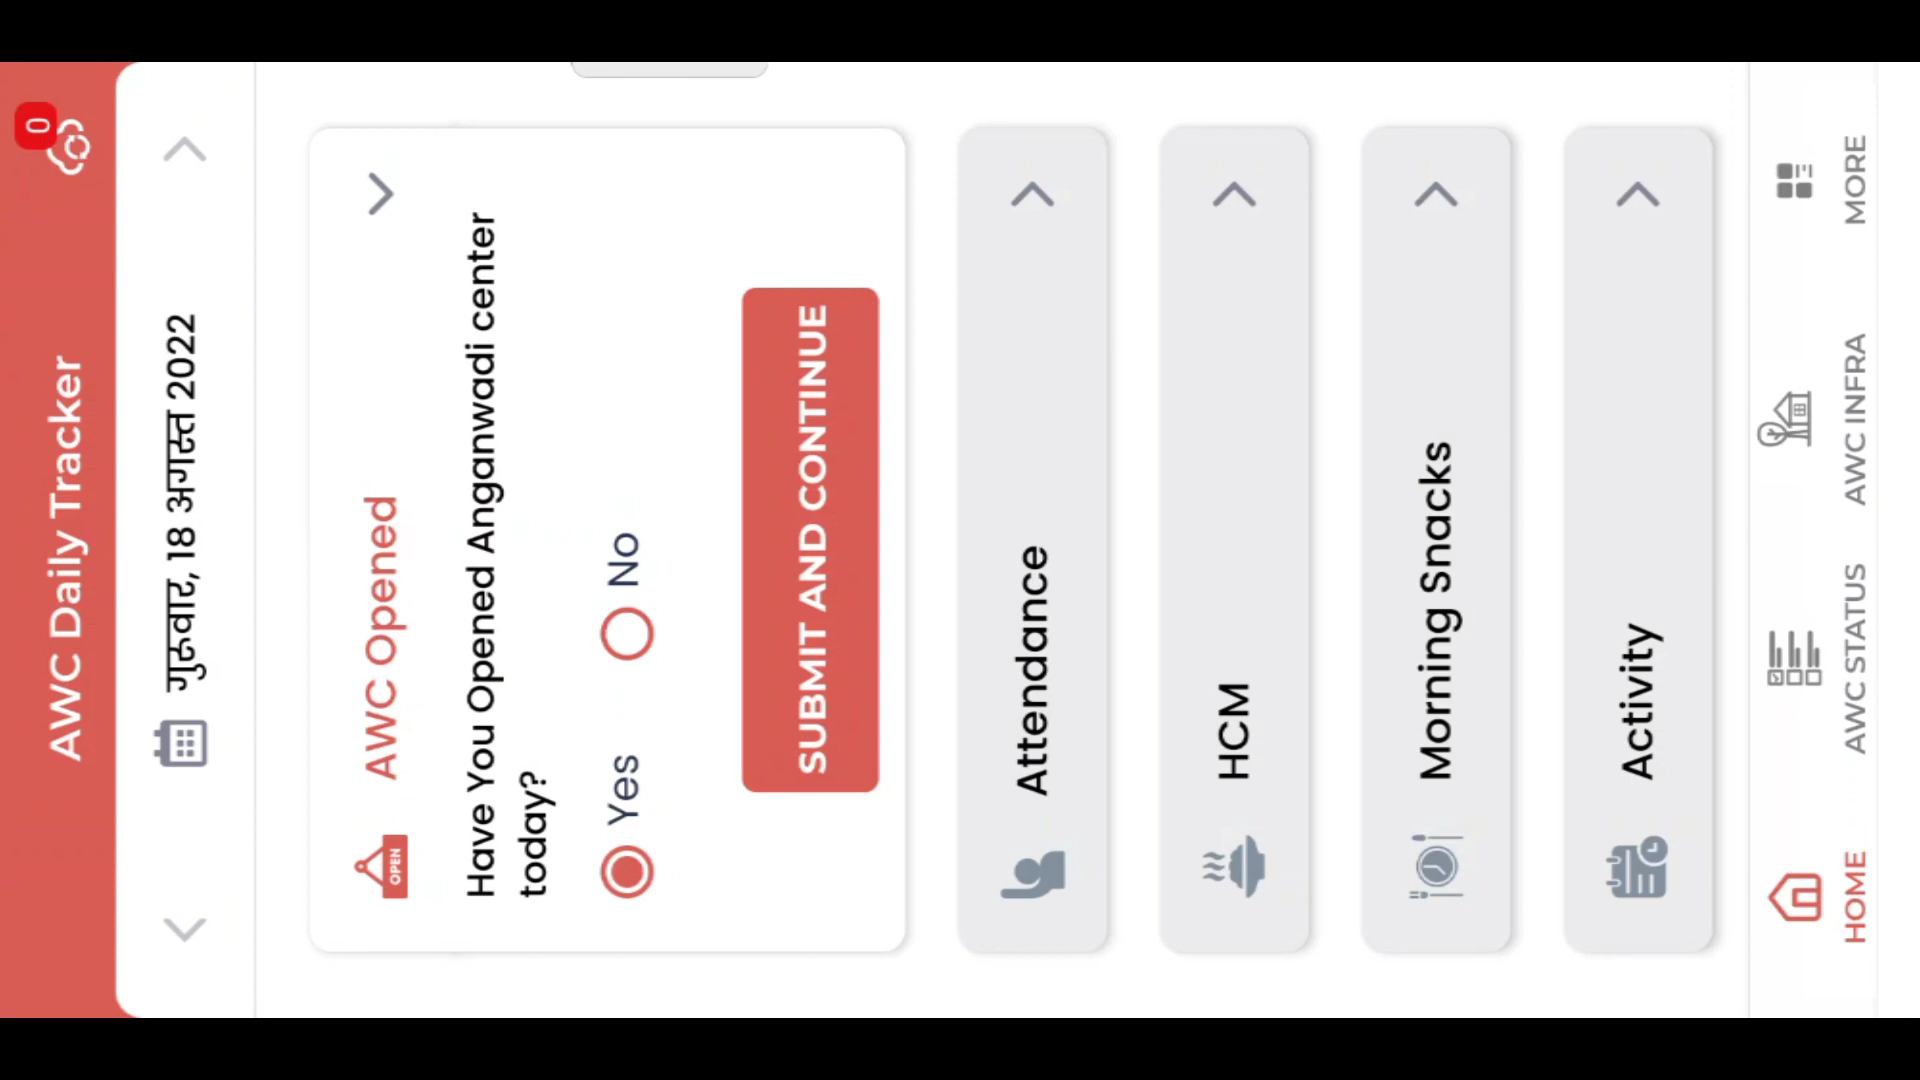 AWC Daily Tracker
0
गुरुवार, 18 अगस्त 2022
OPEN
AWC Opened
Have You Opened Anganwadi center
today?
Yes
No
SUBMIT AND CONTINUE
Attendance
HCM
Morning Snacks
Activity
HOME
AWC STATUS
AWC INFRA
MORE